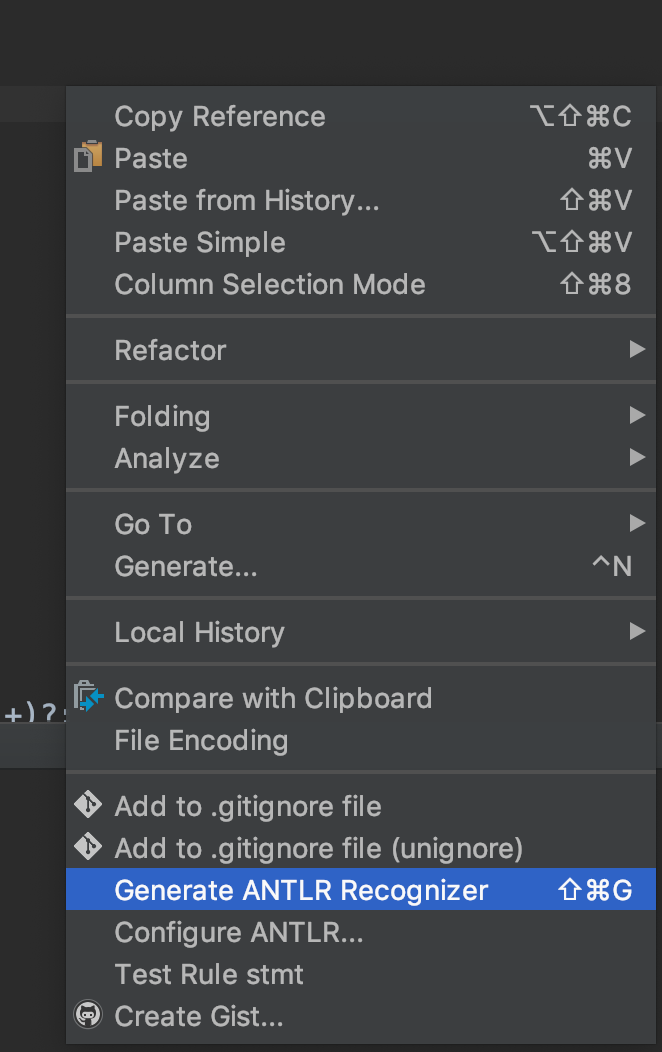 Copy Reference ⌥⇧⌘C
Paste ⌘V
Paste from History... ⇧⌘V
Paste Simple ⌥⇧⌘V
Column Selection Mode ⇧⌘8
Refactor
Folding
Analyze
Go To
Generate... ^N
Local History
Compare with Clipboard
+)?
File Encoding
Add to .gitignore file
Add to .gitignore file (unignore)
Generate ANTLR Recognizer ⇧⌘G
Configure ANTLR...
Test Rule stmt
Create Gist...